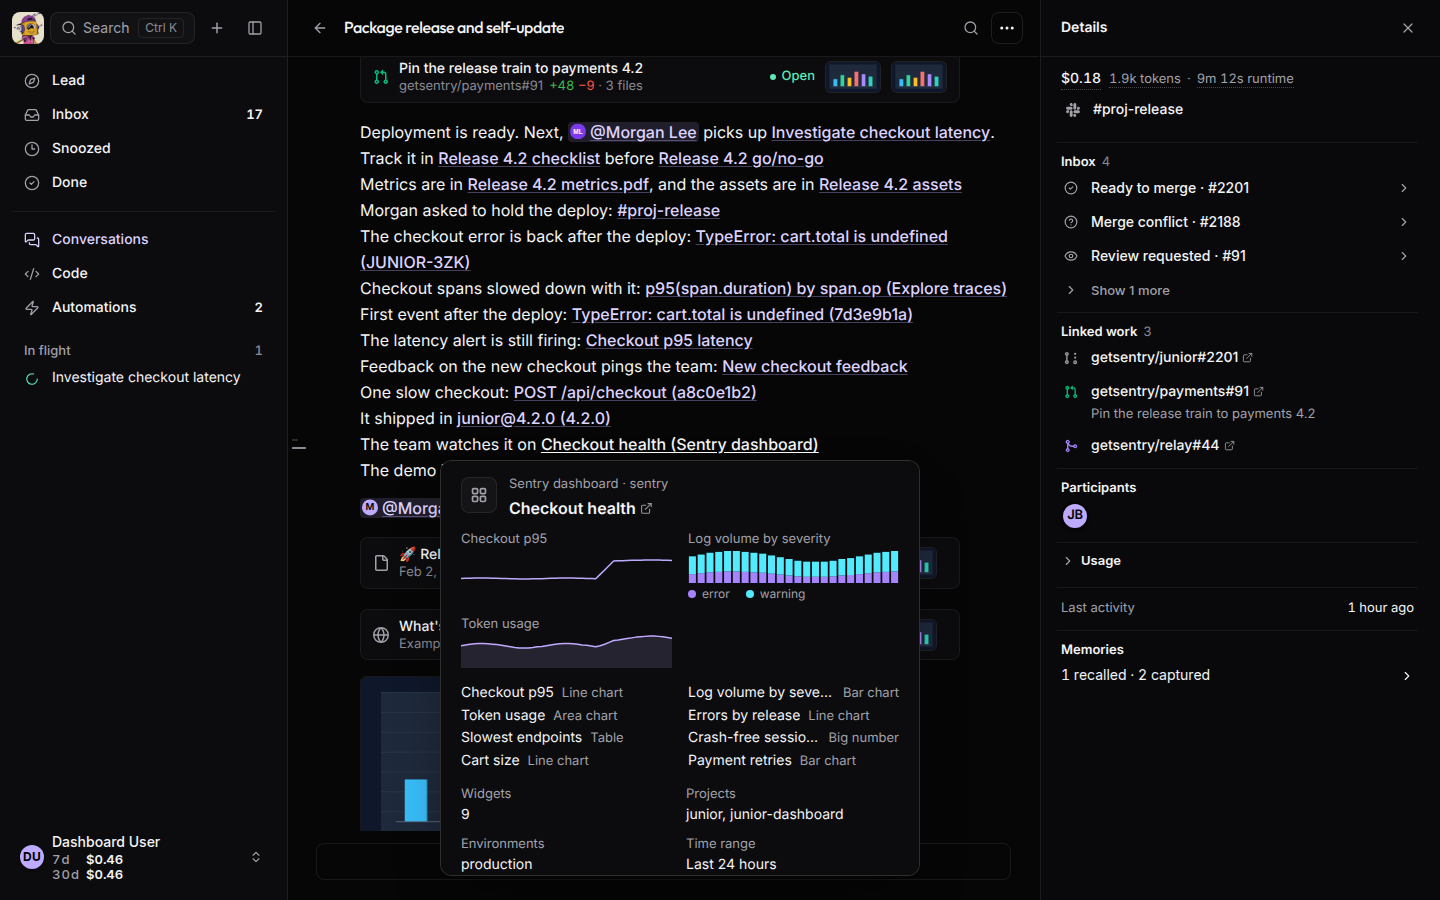 Search Ctrl K
Lead
Inbox 17
Snoozed
Done
Conversations
Code
Automations 2
In flight 1
Investigate checkout latency
DU Dashboard User
7d $0.46
30d $0.46
Package release and self-update
Pin the release train to payments 4.2
getsentry/payments#91 +48 −9 · 3 files
Open
Deployment is ready. Next, ML @Morgan Lee picks up Investigate checkout latency.
Track it in Release 4.2 checklist before Release 4.2 go/no-go
Metrics are in Release 4.2 metrics.pdf, and the assets are in Release 4.2 assets
Morgan asked to hold the deploy: #proj-release
The checkout error is back after the deploy: TypeError: cart.total is undefined
(JUNIOR-3ZK)
Checkout spans slowed down with it: p95(span.duration) by span.op (Explore traces)
First event after the deploy: TypeError: cart.total is undefined (7d3e9b1a)
The latency alert is still firing: Checkout p95 latency
Feedback on the new checkout pings the team: New checkout feedback
One slow checkout: POST /api/checkout (a8c0e1b2)
It shipped in junior@4.2.0 (4.2.0)
The team watches it on Checkout health (Sentry dashboard)
The demo
M @Morga
🚀 Rel
Feb 2,
What's
Examp
Sentry dashboard · sentry
Checkout health
Checkout p95
Log volume by severity
error warning
Token usage
Checkout p95 Line chart
Log volume by seve... Bar chart
Token usage Area chart
Errors by release Line chart
Slowest endpoints Table
Crash-free sessio... Big number
Cart size Line chart
Payment retries Bar chart
Widgets
9
Projects
junior, junior-dashboard
Environments
production
Time range
Last 24 hours
Details
$0.18 1.9k tokens · 9m 12s runtime
#proj-release
Inbox 4
Ready to merge · #2201
Merge conflict · #2188
Review requested · #91
Show 1 more
Linked work 3
getsentry/junior#2201
getsentry/payments#91
Pin the release train to payments 4.2
getsentry/relay#44
Participants
JB
Usage
Last activity 1 hour ago
Memories
1 recalled · 2 captured